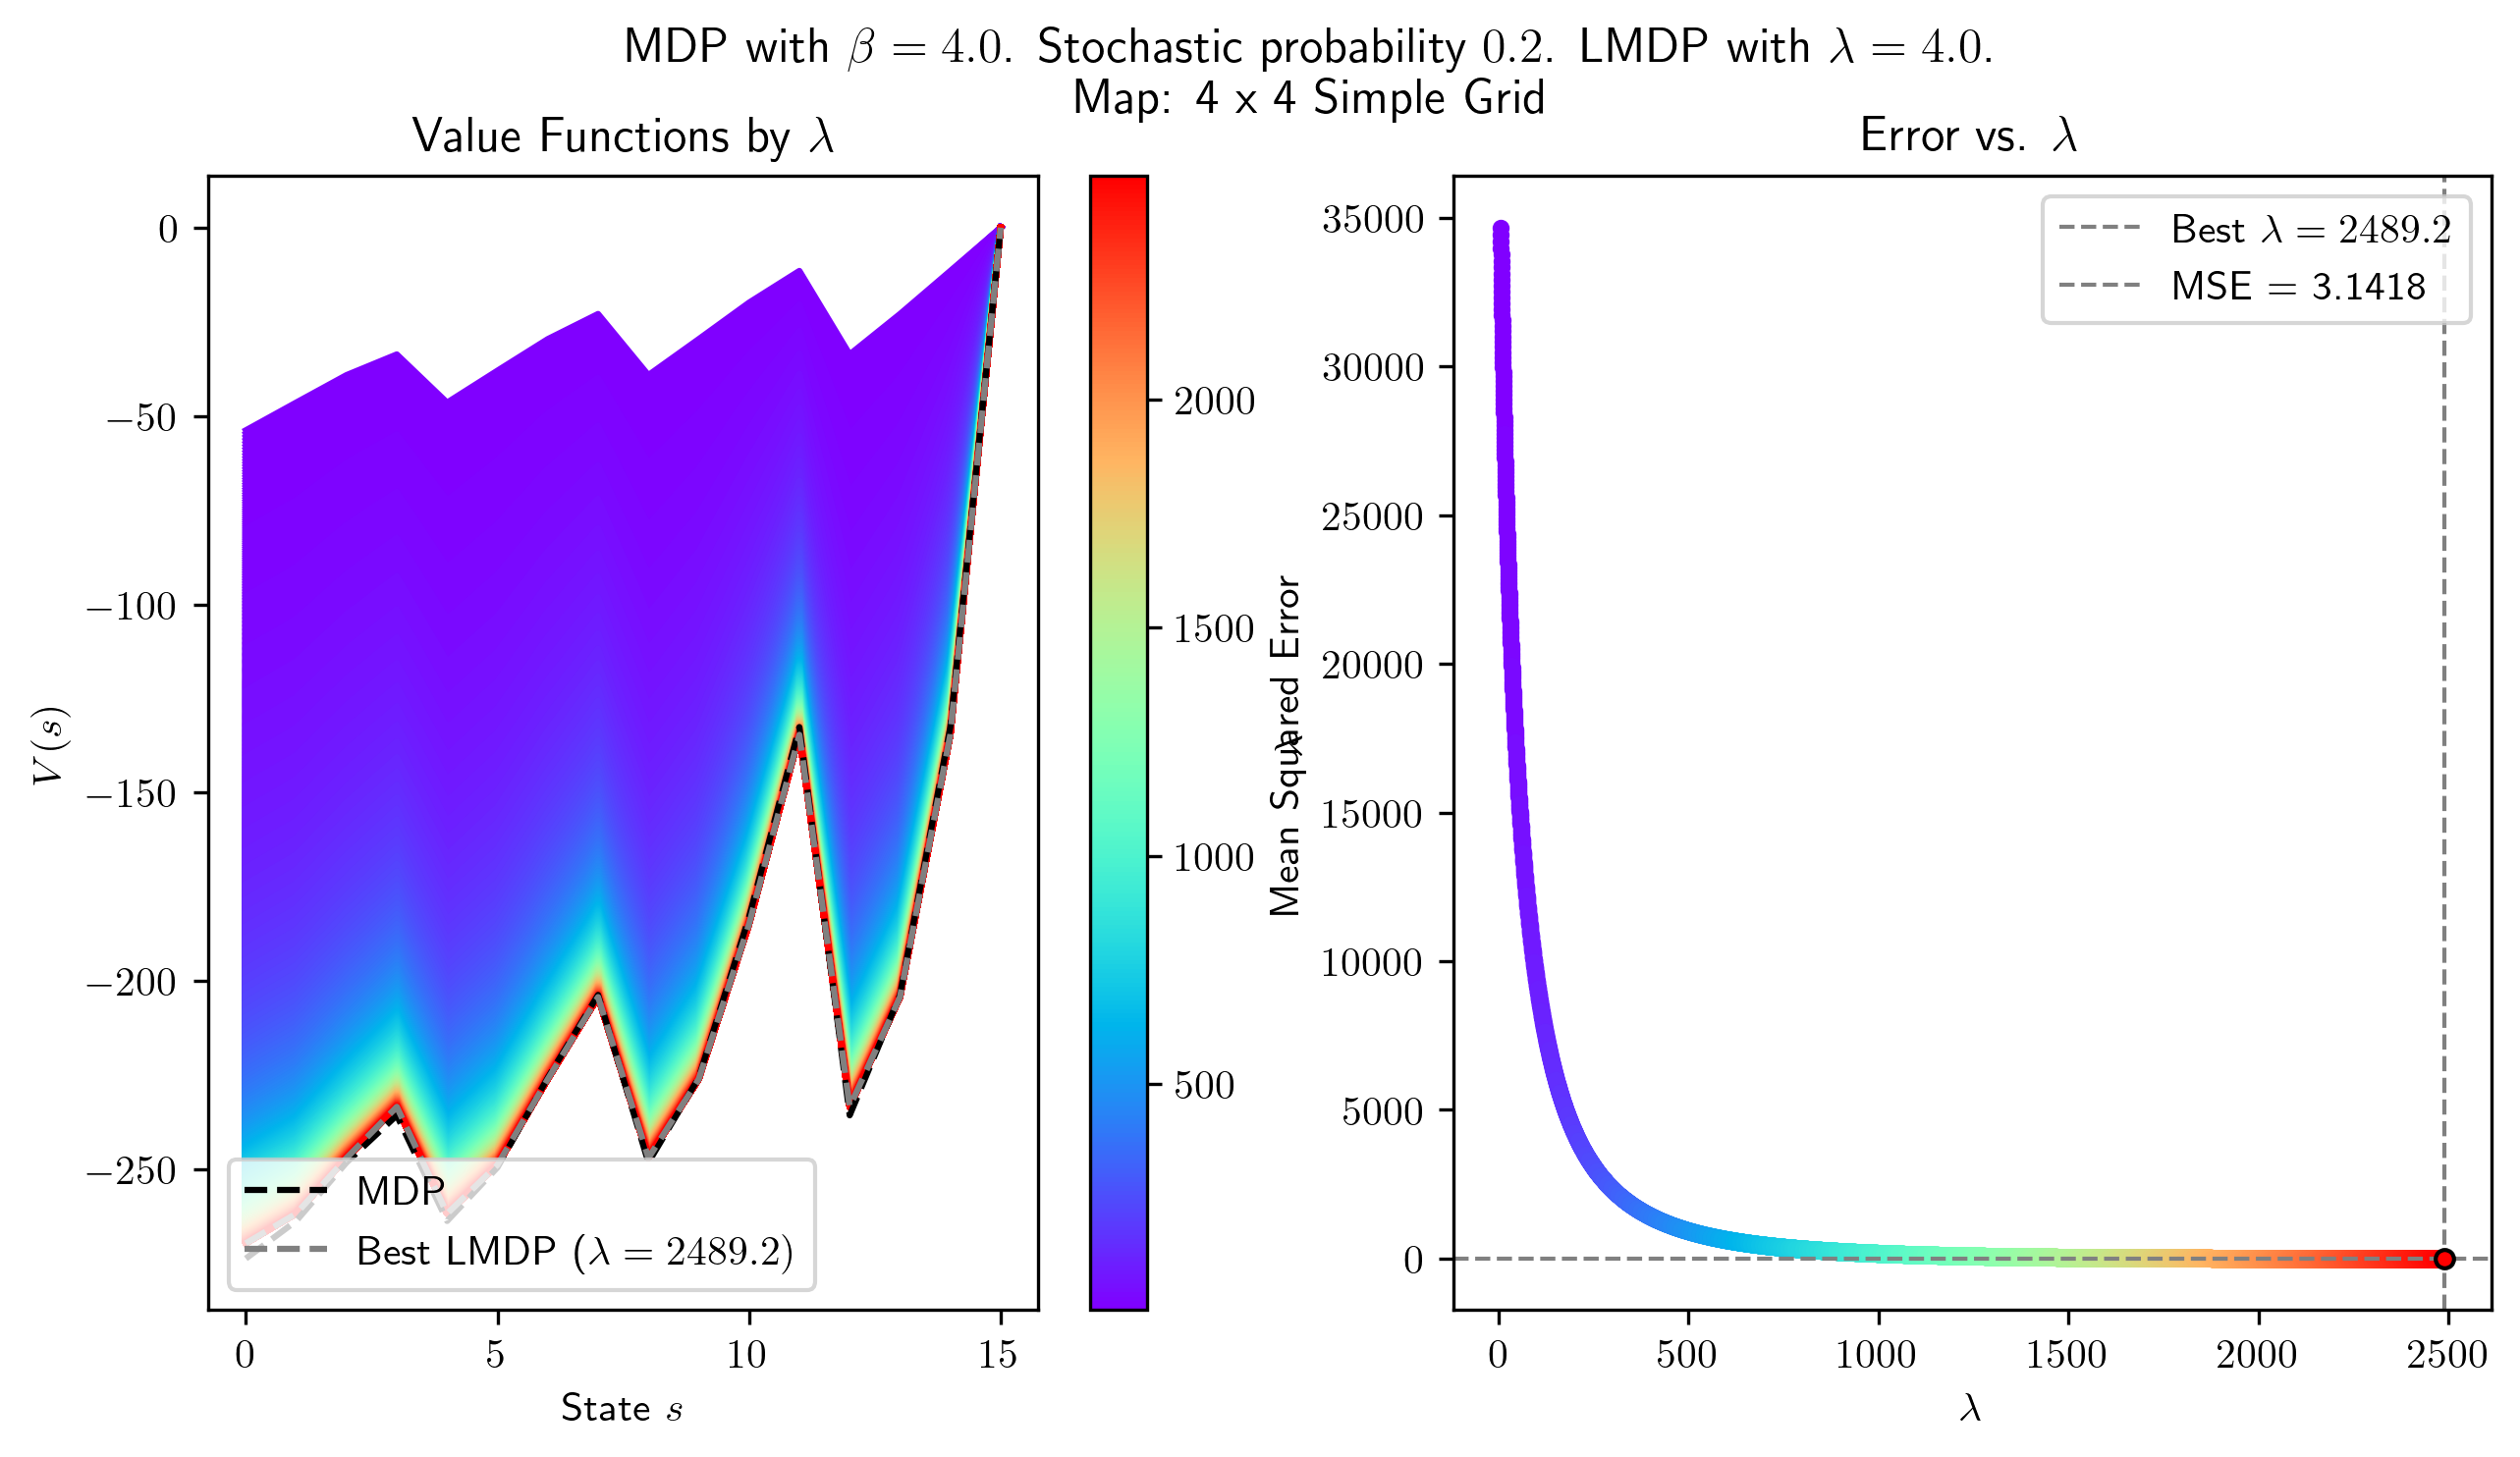 MDP with β = 4.0. Stochastic probability 0.2. LMDP with λ = 4.0.
Map: 4 x 4 Simple Grid
Value Functions by λ
0
−50
−100
−150
−200
−250
V(s)
MDP
Best LMDP (λ = 2489.2)
0 5 10 15
State s
2000
1500
1000
500
λ
Error vs. λ
Best λ = 2489.2
MSE = 3.1418
35000
30000
25000
20000
15000
10000
5000
0
Mean Squared Error
0 500 1000 1500 2000 2500
λ